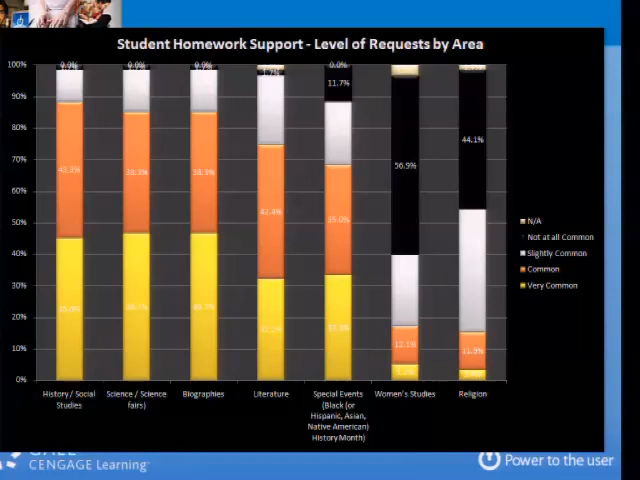 Student Homework Support - Level of Requests by Area
100%
90%
80%
70%
60%
50%
40%
30%
20%
10%
0%
0.0%
0.0%
0.0%
0.0%
11.7%
56.9%
44.1%
43.3%
38.3%
38.3%
42.4%
35.0%
12.1%
11.9%
History / Social
Studies
Science / Science
fairs)
Biographies
Literature
Special Events
(Black (or
Hispanic, Asian,
Native American)
History Month)
Women's Studies
Religion
N/A
Not at all Common
Slightly Common
Common
Very Common
CENGAGE Learning
Power to the user